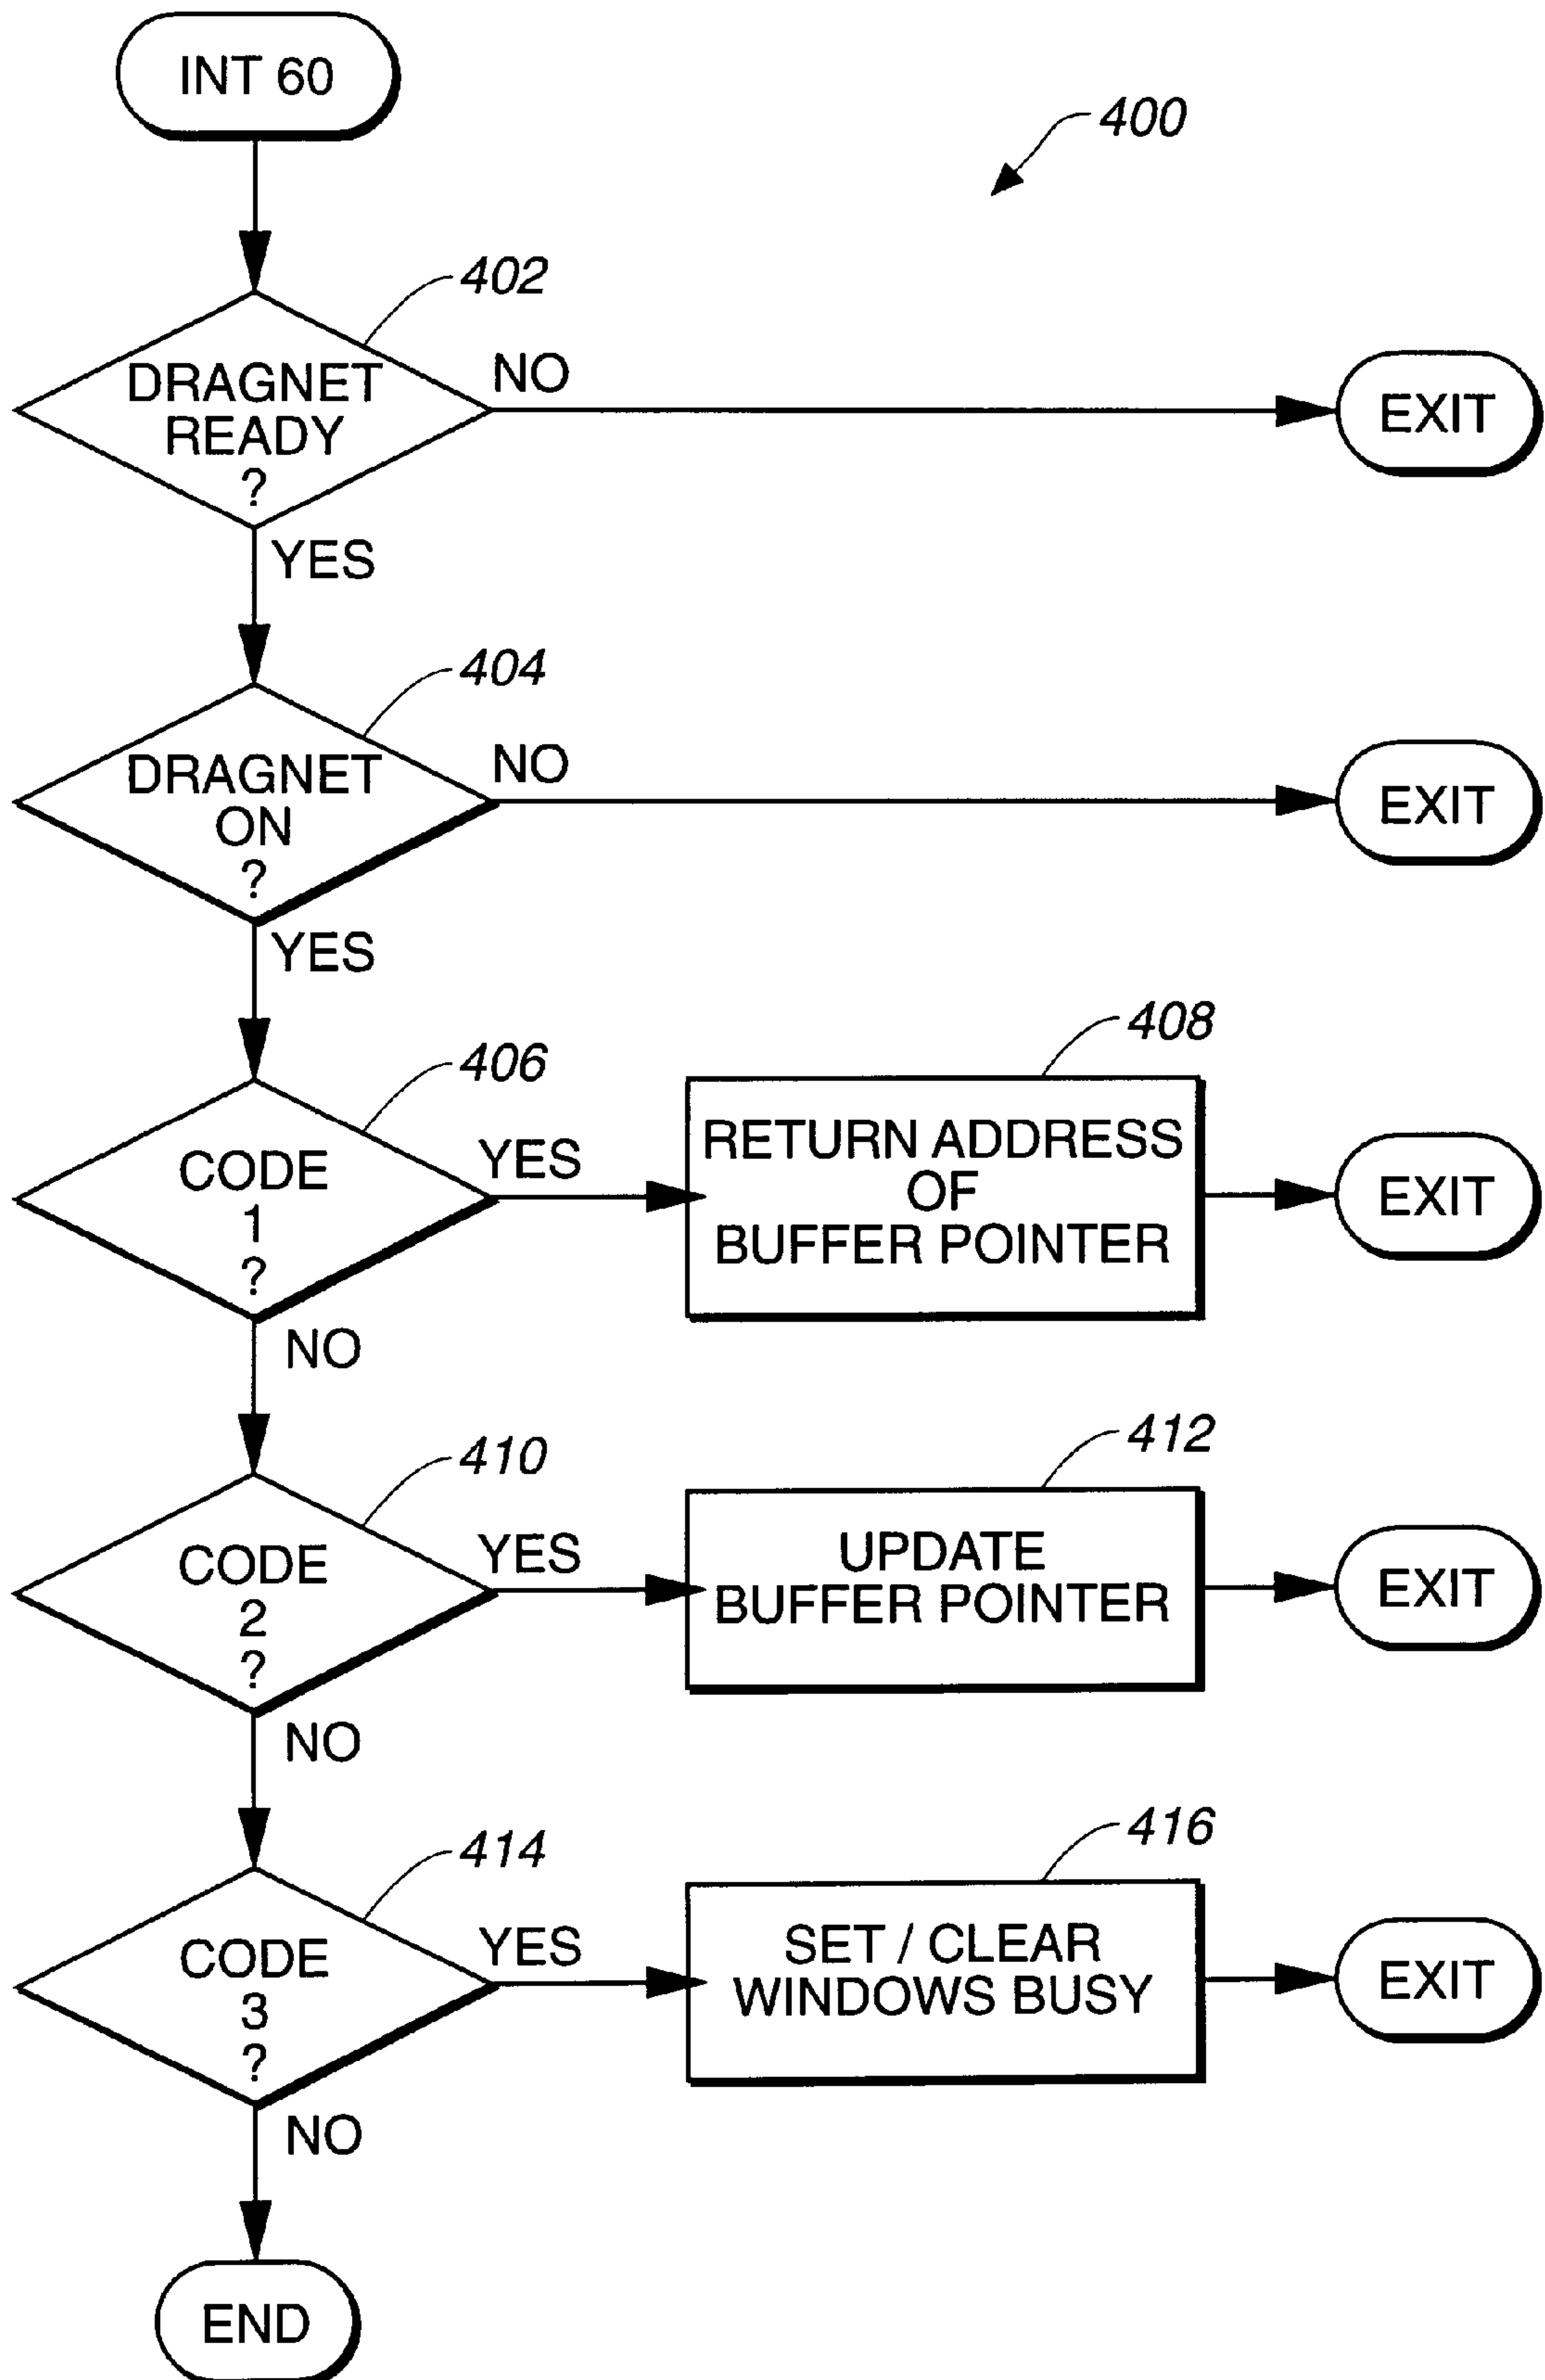 INT 60
400
402
DRAGNET
READY
?
NO
EXIT
YES
404
DRAGNET
ON
?
NO
EXIT
YES
406
CODE
1
?
YES
408
RETURN ADDRESS
OF
BUFFER POINTER
EXIT
NO
410
CODE
2
?
YES
412
UPDATE
BUFFER POINTER
EXIT
NO
414
CODE
3
?
YES
416
SET / CLEAR
WINDOWS BUSY
EXIT
NO
END